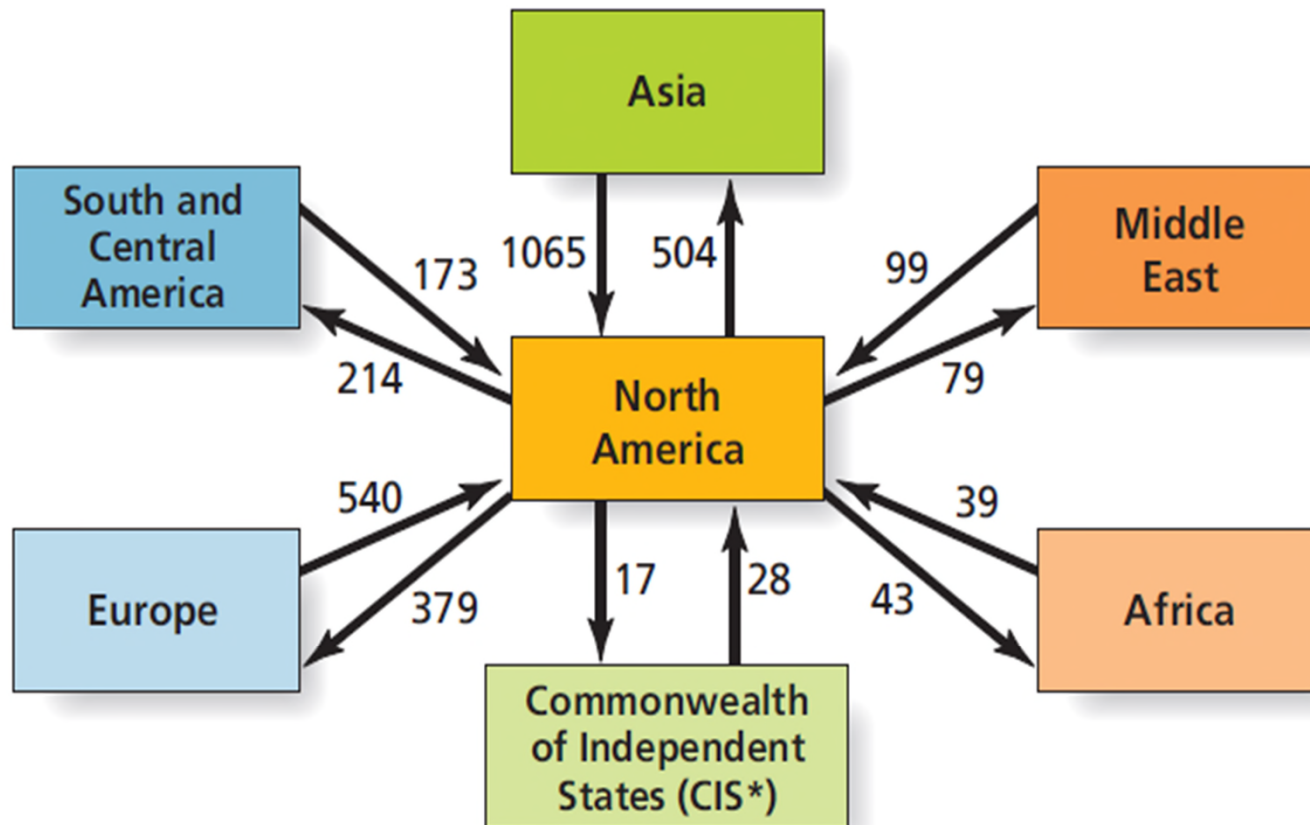 Asia
South and
Central
America
Middle
East
173
1065
504
99
214
79
North
America
540
379
17
28
43
39
Europe
Africa
Commonwealth
of Independent
States (CIS*)